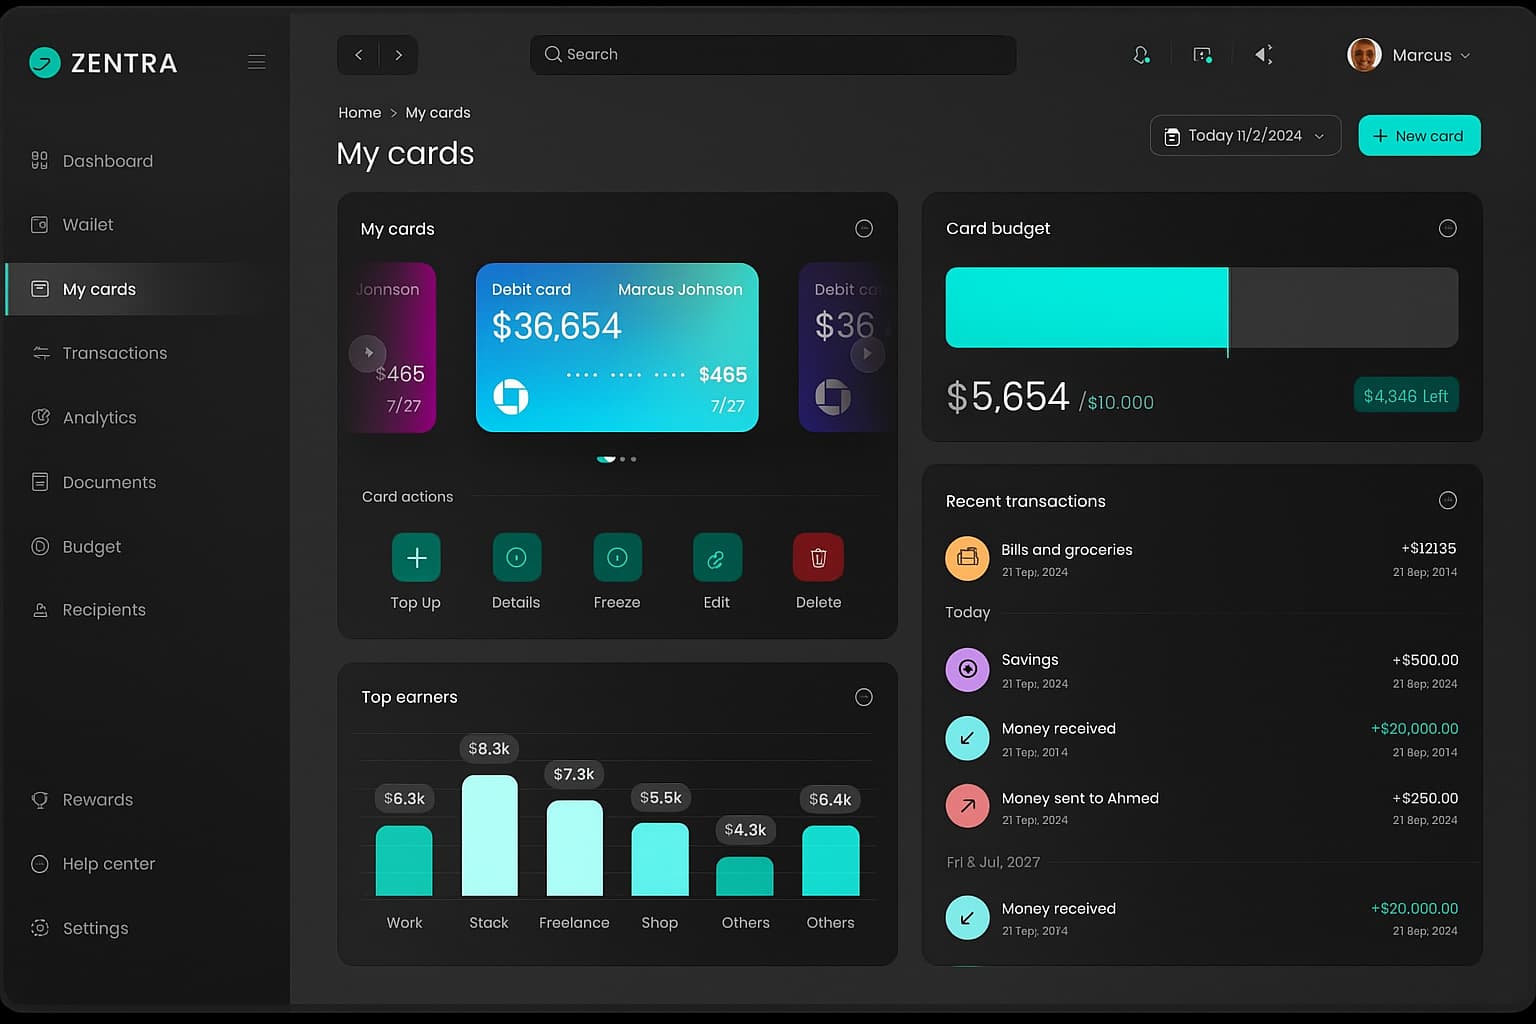 ZENTRA
Search
Marcus
Home > My cards
My cards
Today 11/2/2024
+ New card
Dashboard
Wailet
My cards
Transactions
Analytics
Documents
Budget
Recipients
Rewards
Help center
Settings
My cards
Jonnson
$465
7/27
Debit card Marcus Johnson
$36,654
···· ···· ···· $465
7/27
Debit ca
$36
Card actions
Top Up
Details
Freeze
Edit
Delete
Top earners
$6.3k
$8.3k
$7.3k
$5.5k
$4.3k
$6.4k
Work
Stack
Freelance
Shop
Others
Others
Card budget
$5,654 /$10.000
$4,346 Left
Recent transactions
Bills and groceries +$12135
21 Tep;, 2024 21 8ep; 2014
Today
Savings +$500.00
21 Tep;, 2024 21 8ep; 2024
Money received +$20,000.00
21 Tep;, 2014 21 8ep, 2014
Money sent to Ahmed +$250.00
21 Tep;, 2024 21 8ep, 2024
Frl & Jul, 2027
Money received +$20.000.00
21 Tep;, 2014 21 8ep, 2024